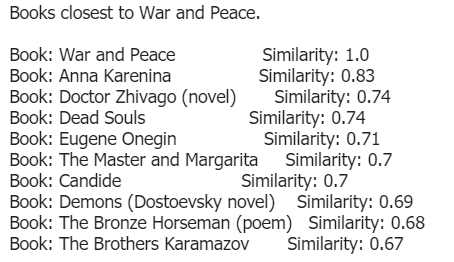 Books closest to War and Peace.
Book: War and Peace Similarity: 1.0
Book: Anna Karenina Similarity: 0.83
Book: Doctor Zhivago (novel) Similarity: 0.74
Book: Dead Souls Similarity: 0.74
Book: Eugene Onegin Similarity: 0.71
Book: The Master and Margarita Similarity: 0.7
Book: Candide Similarity: 0.7
Book: Demons (Dostoevsky novel) Similarity: 0.69
Book: The Bronze Horseman (poem) Similarity: 0.68
Book: The Brothers Karamazov Similarity: 0.67